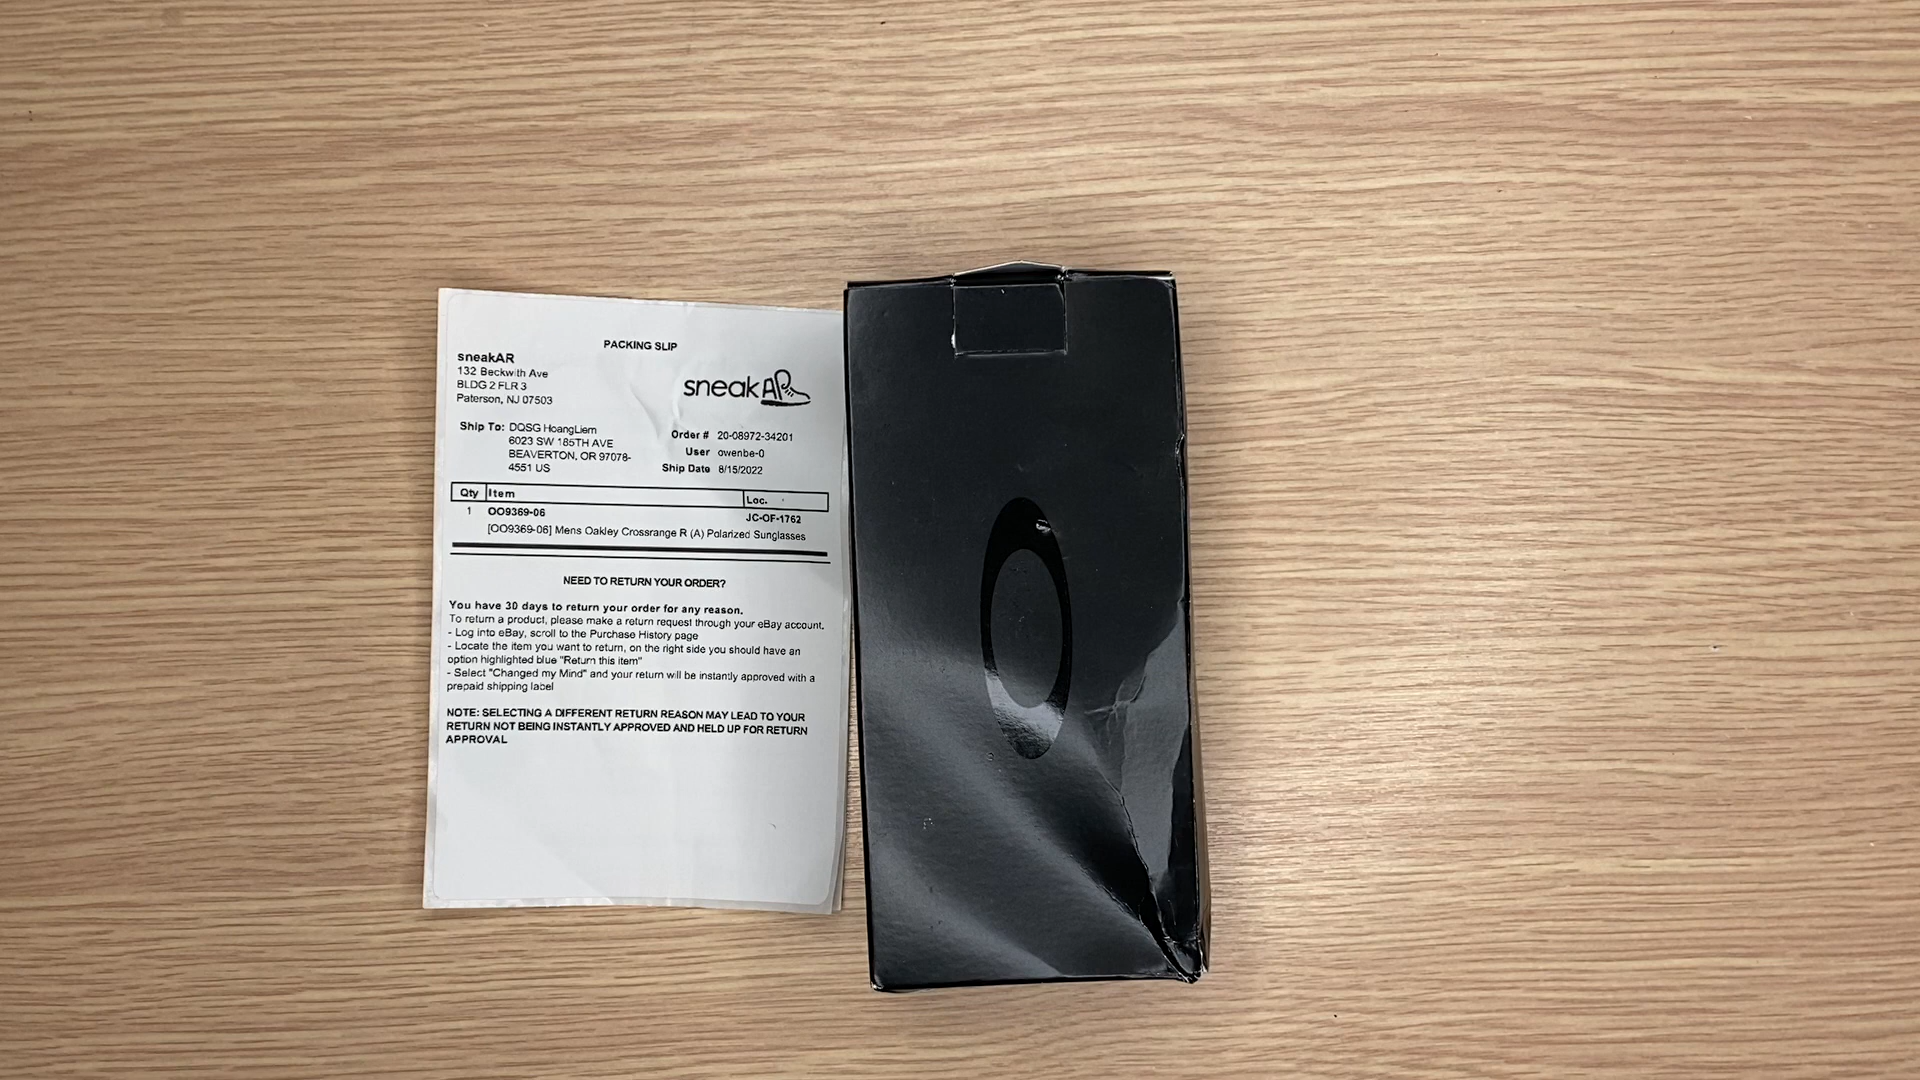 PACKING SLIP
sneakAR
132 Beckwith Ave
BLDG 2 FLR 3
Paterson, NJ 07503
sneakAR
Ship To: DQSG HoangLiem
6023 SW 185TH AVE
BEAVERTON, OR 97078-
4551 US
Order # 20-08972-34201
User owenbe-0
Ship Date 8/15/2022
Qty Item Loc.
1 OO9369-06 JC-OF-1762
[OO9369-06] Mens Oakley Crossrange R (A) Polarized Sunglasses
NEED TO RETURN YOUR ORDER?
You have 30 days to return your order for any reason.
To return a product, please make a return request through your eBay account.
- Log into eBay, scroll to the Purchase History page
- Locate the item you want to return, on the right side you should have an
option highlighted blue "Return this item"
- Select "Changed my Mind" and your return will be instantly approved with a
prepaid shipping label
NOTE: SELECTING A DIFFERENT RETURN REASON MAY LEAD TO YOUR
RETURN NOT BEING INSTANTLY APPROVED AND HELD UP FOR RETURN
APPROVAL